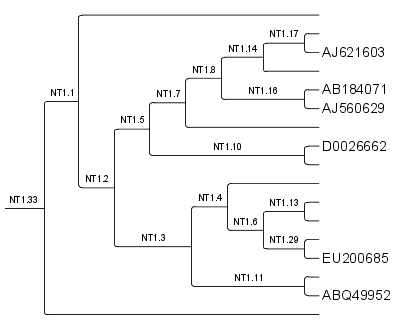 NT1.17
AJ621603
NT1.14
NT1.8
AB184071
NT1.16
NT1.1
NT1.7
AJ560629
NT1.5
NT1.10
D0026662
NT1.2
NT1.4
NT1.13
NT1.33
NT1.6
NT1.3
NT1.29
EU200685
NT1.11
ABQ49952